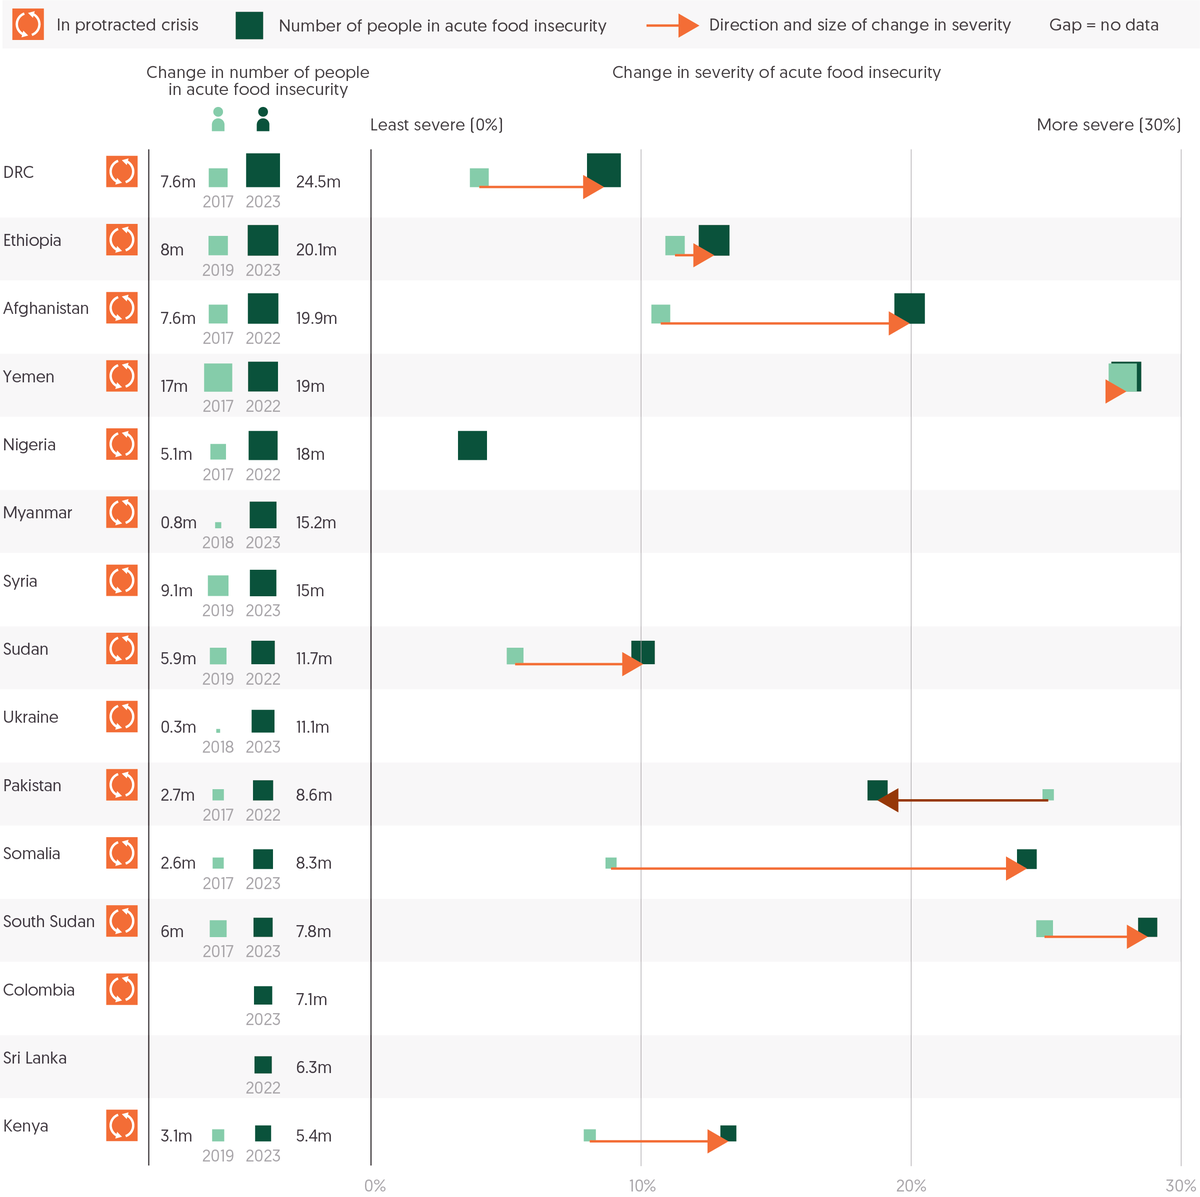 In protracted crisis
Number of people in acute food insecurity
Direction and size of change in severity
Gap = no data
Change in number of people
in acute food insecurity
Change in severity of acute food insecurity
Least severe (0%)
More severe (30%)
DRC
7.6m
24.5m
2017
2023
Ethiopia
8m
20.1m
2019
2023
Afghanistan
7.6m
19.9m
2017
2022
Yemen
17m
19m
2017
2022
Nigeria
5.1m
18m
2017
2022
Myanmar
0.8m
15.2m
2018
2023
Syria
9.1m
15m
2019
2023
Sudan
5.9m
11.7m
2019
2022
Ukraine
0.3m
11.1m
2018
2023
Pakistan
2.7m
8.6m
2017
2022
Somalia
2.6m
8.3m
2017
2023
South Sudan
6m
7.8m
2017
2023
Colombia
7.1m
2023
Sri Lanka
6.3m
2022
Kenya
3.1m
5.4m
2019
2023
0%
10%
20%
30%